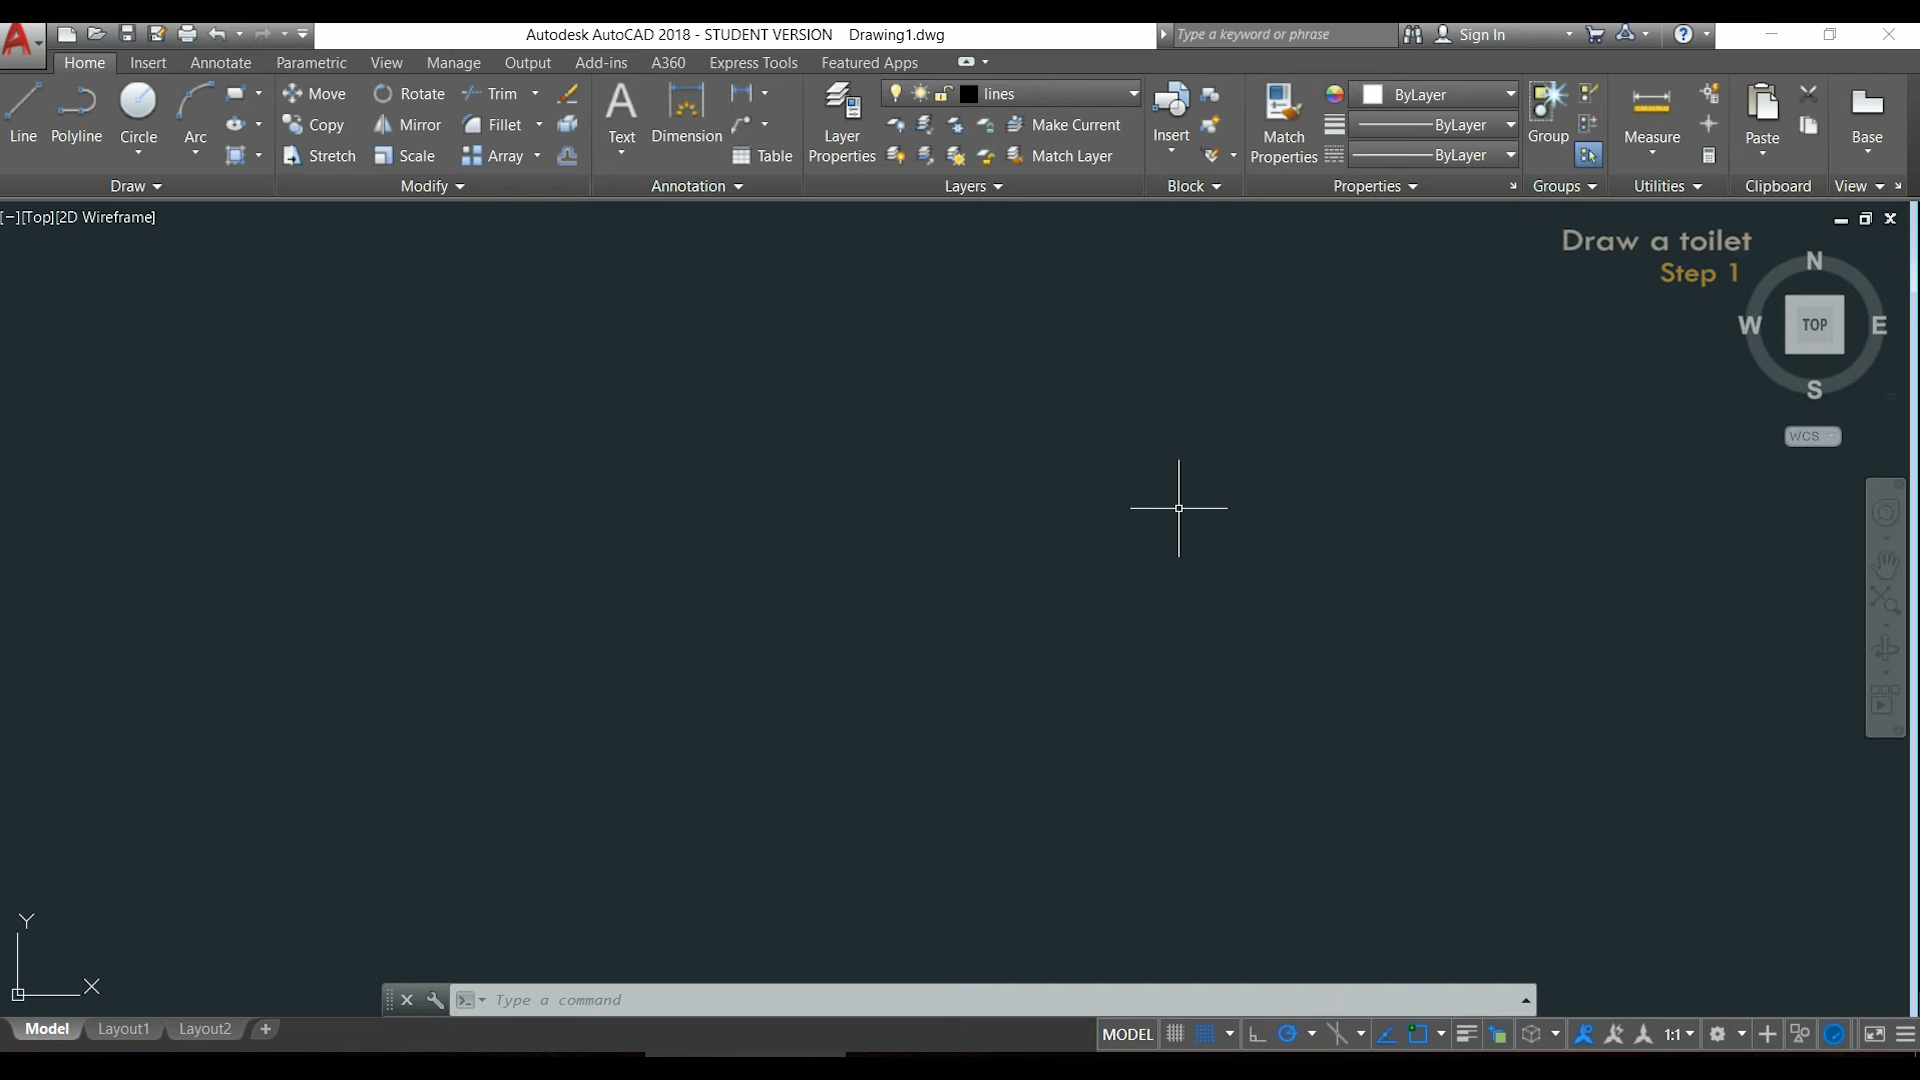 Autodesk AutoCAD 2018 - STUDENT VERSION Drawing1.dwg
Type a keyword or phrase
Sign In
Home Insert Annotate Parametric View Manage Output Add-ins A360 Express Tools Featured Apps
Line
Polyline
Circle
Arc
Draw
Move Rotate Trim
Copy Mirror Fillet
Stretch Scale Array
Modify
Text
Dimension
Table
Annotation
Layer
Properties
lines
Make Current
Match Layer
Layers
Insert
Block
Match
Properties
ByLayer
ByLayer
ByLayer
Properties
Group
Groups
Measure
Utilities
Paste
Clipboard
Base
View
[−][Top][2D Wireframe]
Draw a toilet
Step 1
N
W TOP E
S
WCS
Y
X
Type a command
Model Layout1 Layout2
MODEL
1:1